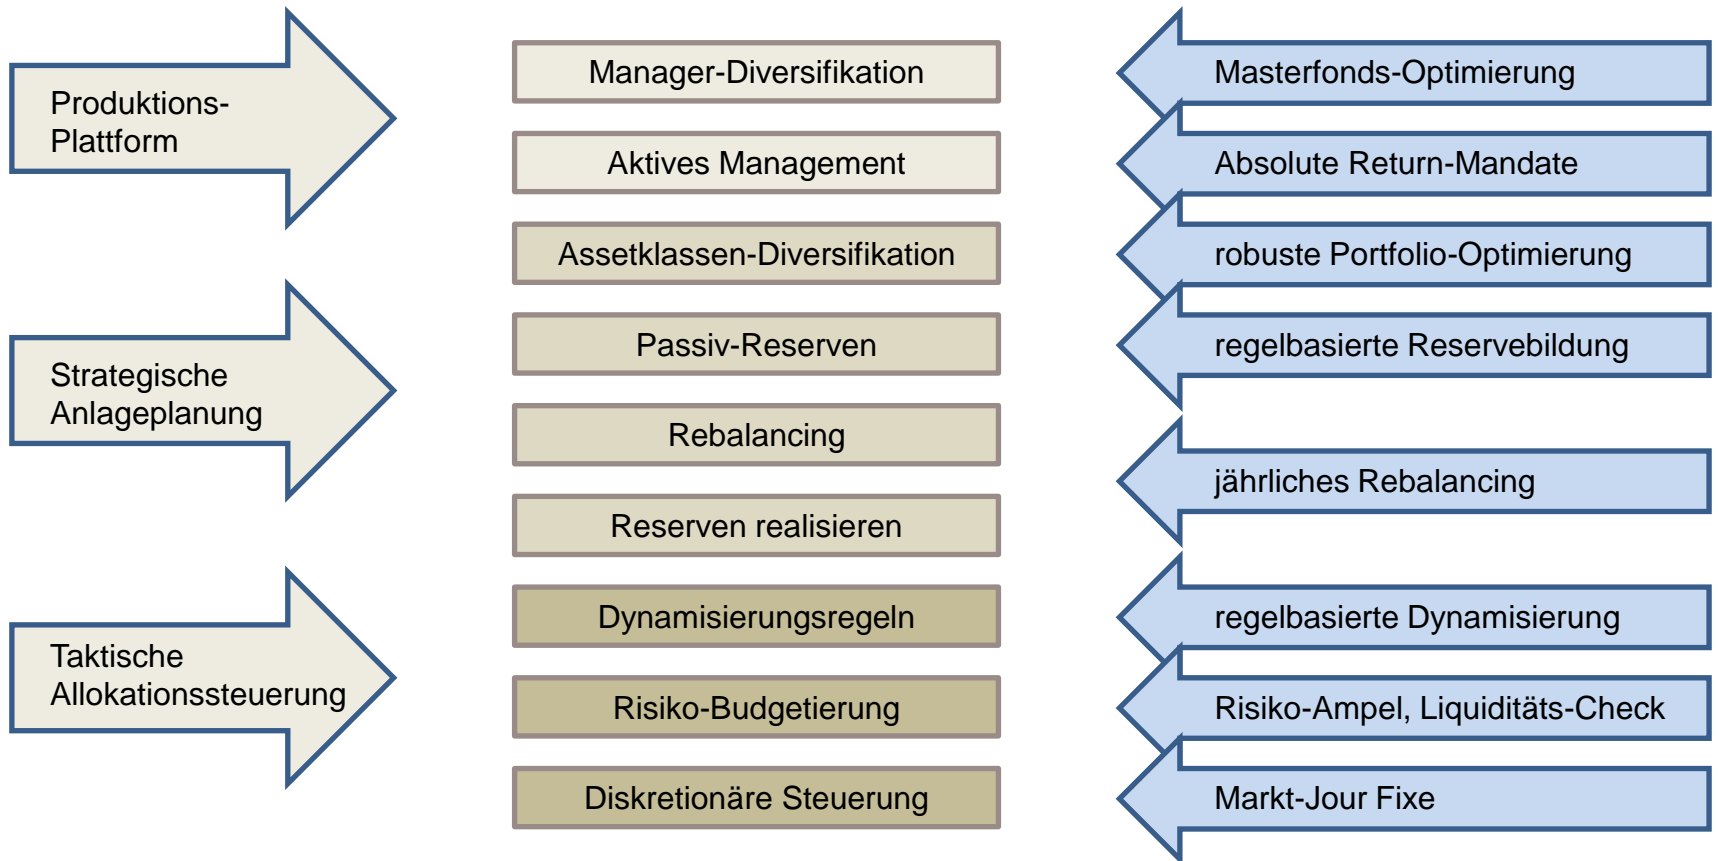 Produktions-
Plattform
Strategische
Anlageplanung
Taktische
Allokationssteuerung
Manager-Diversifikation
Aktives Management
Assetklassen-Diversifikation
Passiv-Reserven
Rebalancing
Reserven realisieren
Dynamisierungsregeln
Risiko-Budgetierung
Diskretionäre Steuerung
Masterfonds-Optimierung
Absolute Return-Mandate
robuste Portfolio-Optimierung
regelbasierte Reservebildung
jährliches Rebalancing
regelbasierte Dynamisierung
Risiko-Ampel, Liquiditäts-Check
Markt-Jour Fixe